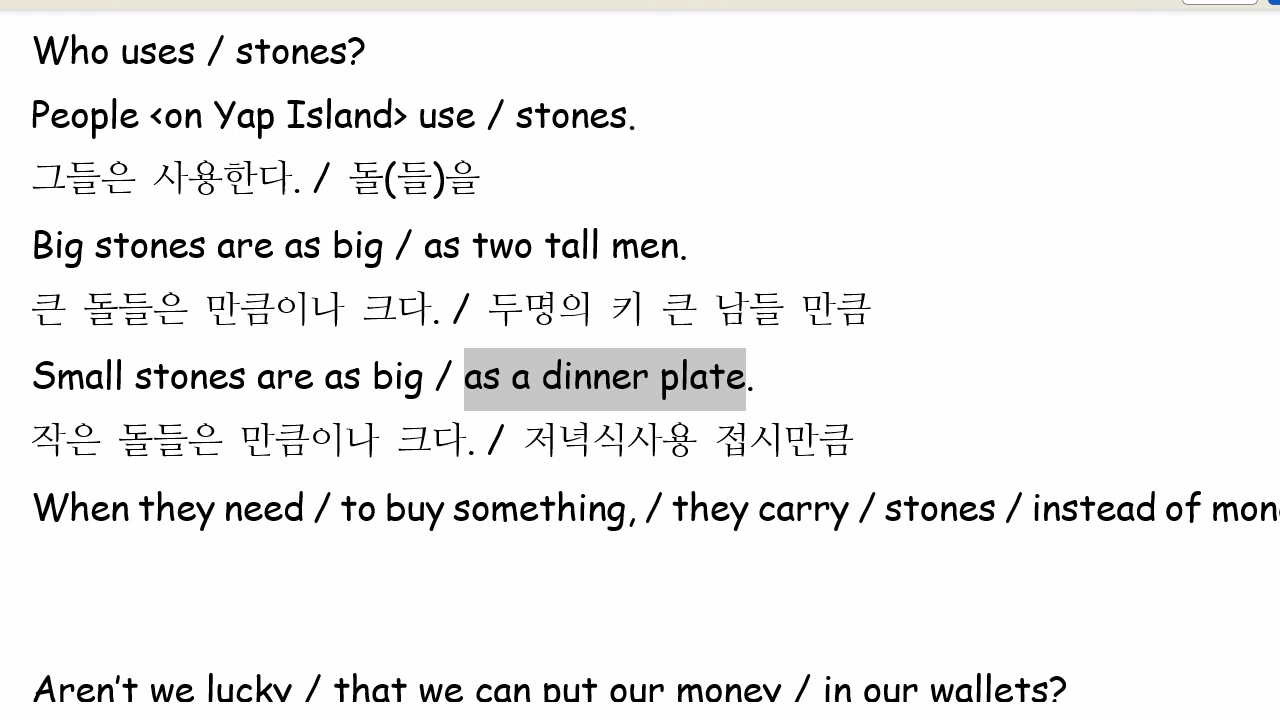 Who uses / stones?
People <on Yap Island> use / stones.
그들은 사용한다. / 돌(들)을
Big stones are as big / as two tall men.
큰 돌들은 만큼이나 크다. / 두명의 키 큰 남들 만큼
Small stones are as big / as a dinner plate.
작은 돌들은 만큼이나 크다. / 저녁식사용 접시만큼
When they need / to buy something, / they carry / stones / instead of
Aren't we lucky / that we can put our money / in our wallets?